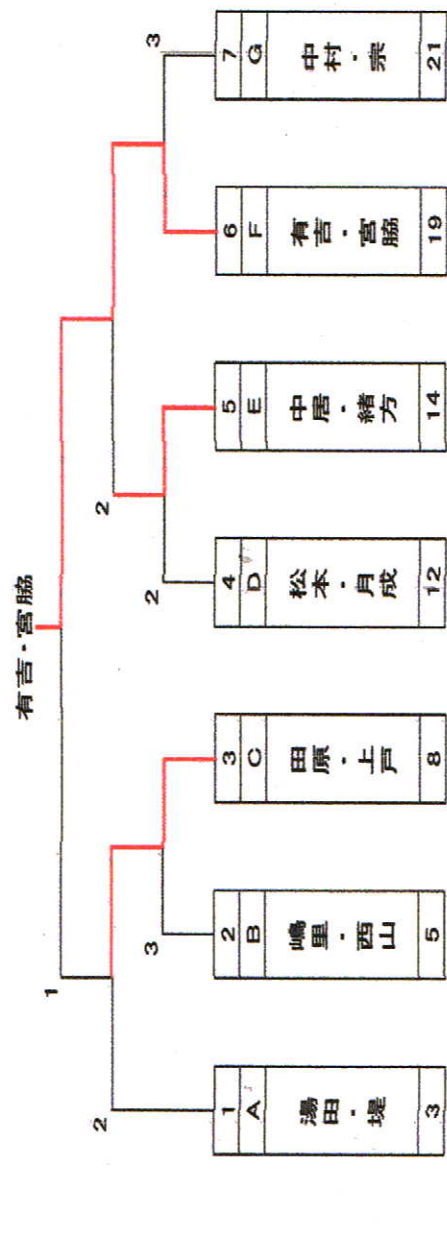 有吉・宮脇
1
2
2
3
2
3
1 A 湯田・堤 3
2 B 嶋里・西山 5
3 C 田原・上戸 8
4 D 松本・月成 12
5 E 中居・緒方 14
6 F 有吉・宮脇 19
7 G 中村・宗 21